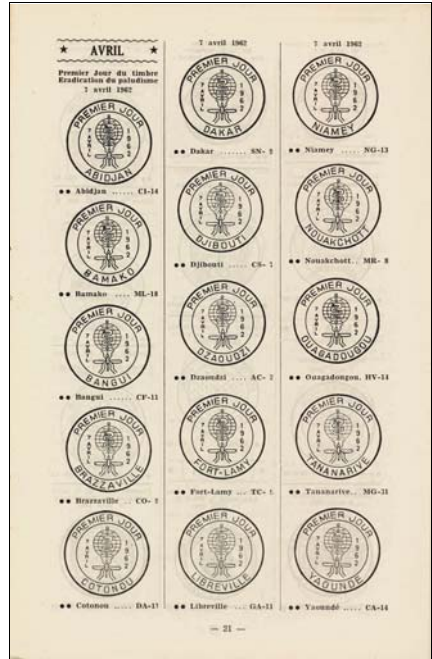 ★ AVRIL ★
Premier Jour du timbre
Eradication du paludisme
7 avril 1962
PREMIER JOUR
7 AVRIL 1962
ABIDJAN
●● Abidjan ...... CI-14
PREMIER JOUR
7 AVRIL 1962
BAMAKO
●● Bamako .... ML-18
PREMIER JOUR
7 AVRIL 1962
BANGUI
●● Bangui ...... CF-11
PREMIER JOUR
7 AVRIL 1962
BRAZZAVILLE
●● Brazzaville .. CO-
PREMIER JOUR
7 AVRIL 1962
COTONOU
●● Cotonou ..... DA-17
7 avril 1962
PREMIER JOUR
7 AVRIL 1962
DAKAR
●● Dakar ....... SN-
PREMIER JOUR
7 AVRIL 1962
DJIBOUTI
●● Djibouti ..... CS-
PREMIER JOUR
7 AVRIL 1962
DZAOUDZI
●● Dzaoudzi .... AC-
PREMIER JOUR
7 AVRIL 1962
FORT-LAMY
●● Fort-Lamy ... TC-
PREMIER JOUR
7 AVRIL 1962
LIBREVILLE
●● Libreville .... GA-11
7 avril 1962
PREMIER JOUR
7 AVRIL 1962
NIAMEY
●● Niamey ..... NG-13
PREMIER JOUR
7 AVRIL 1962
NOUAKCHOTT
●● Nouakchott.. MR- 8
PREMIER JOUR
7 AVRIL 1962
OUAGADOUGOU
●● Ouagadougou. HV-14
PREMIER JOUR
7 AVRIL 1962
TANANARIVE
●● Tananarive.. MG-31
PREMIER JOUR
7 AVRIL 1962
YAOUNDÉ
●● Yaoundé ..... CA-14
— 21 —